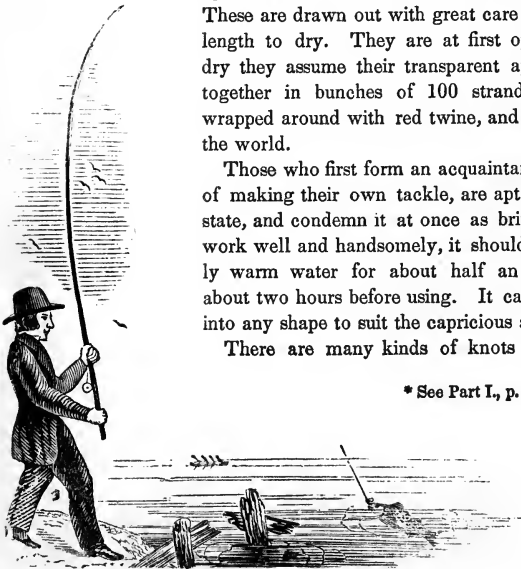 These are drawn out with great care
length to dry. They are at first o
dry they assume their transparent a
together in bunches of 100 strand
wrapped around with red twine, and
the world.
Those who first form an acquaintan
of making their own tackle, are apt
state, and condemn it at once as bri
work well and handsomely, it should
ly warm water for about half an
about two hours before using. It ca
into any shape to suit the capricious
There are many kinds of knots
* See Part I., p.